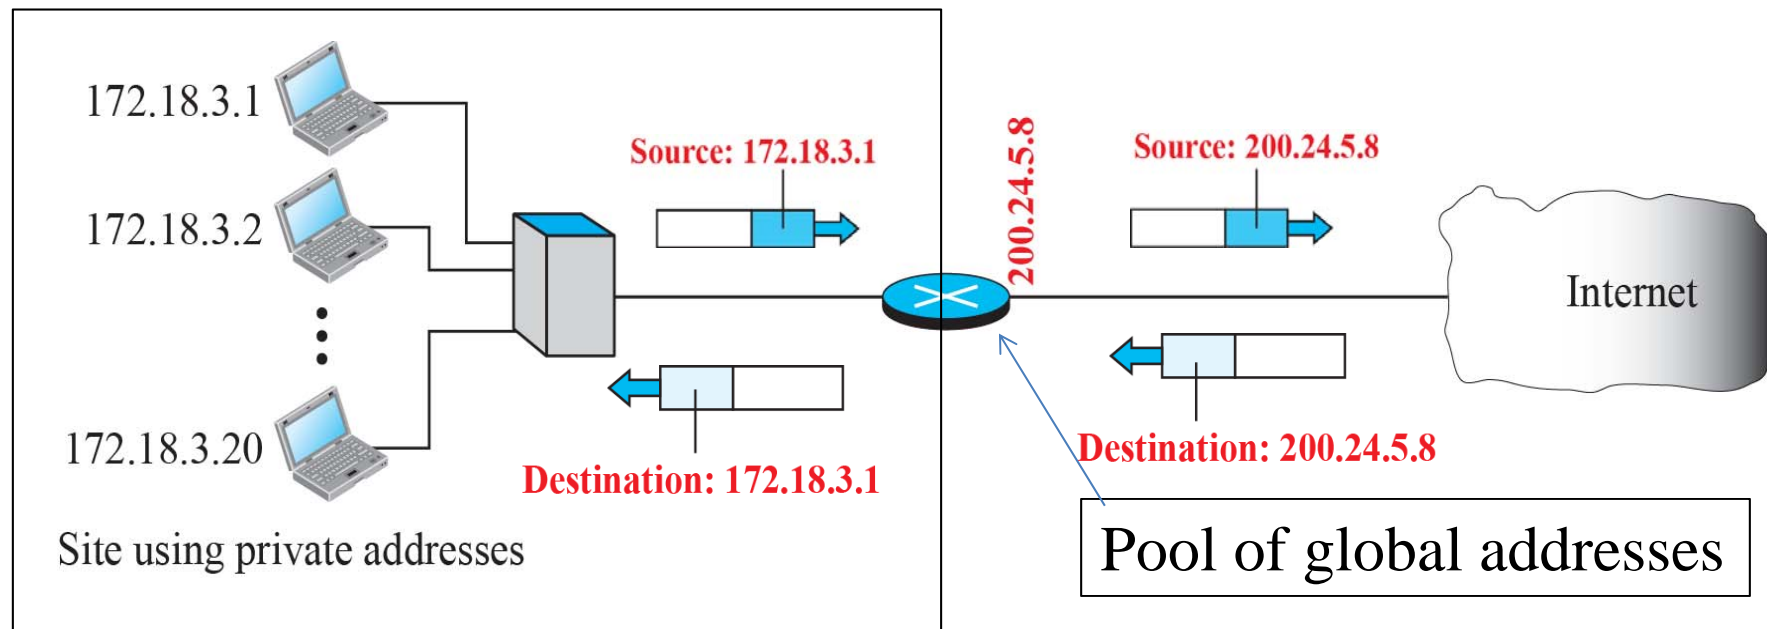 172.18.3.1
172.18.3.2
172.18.3.20
Site using private addresses
Source: 172.18.3.1
Destination: 172.18.3.1
200.24.5.8
Source: 200.24.5.8
Destination: 200.24.5.8
Internet
Pool of global addresses